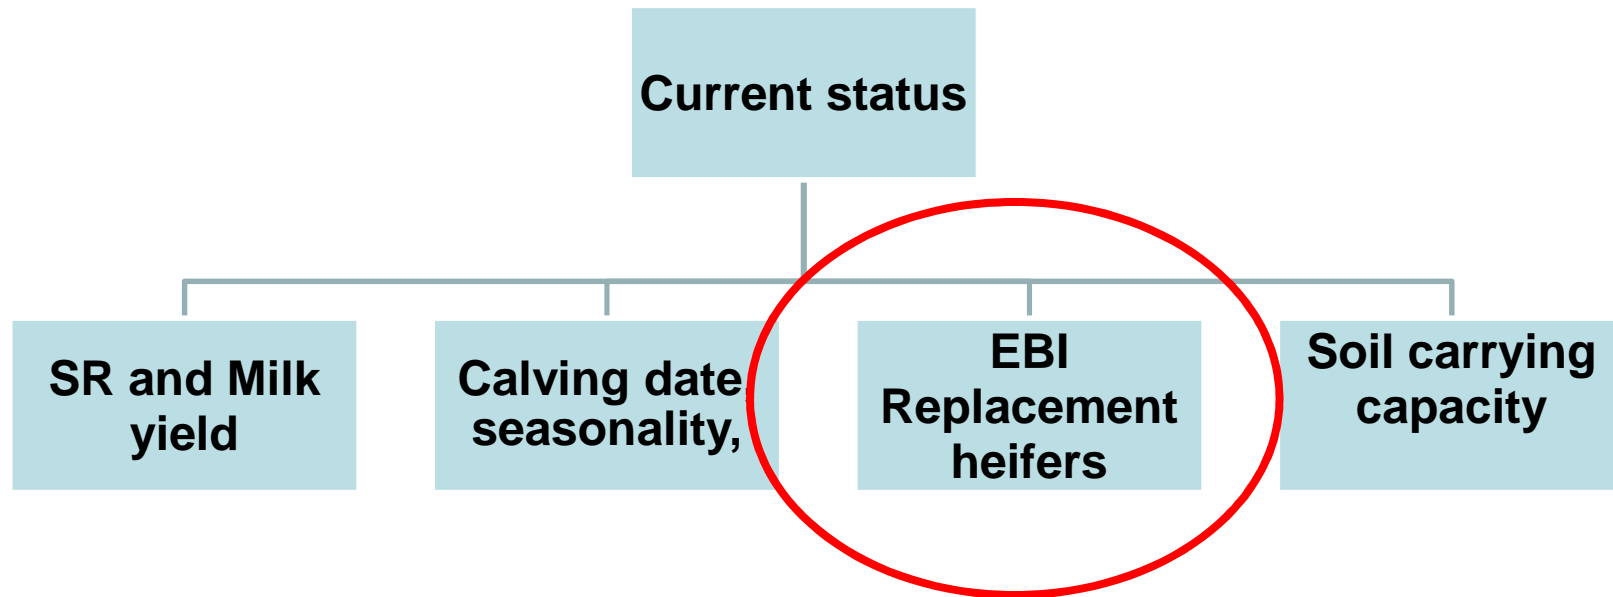 Current status
SR and Milk
yield
Calving date,
seasonality,
EBI
Replacement
heifers
Soil carrying
capacity